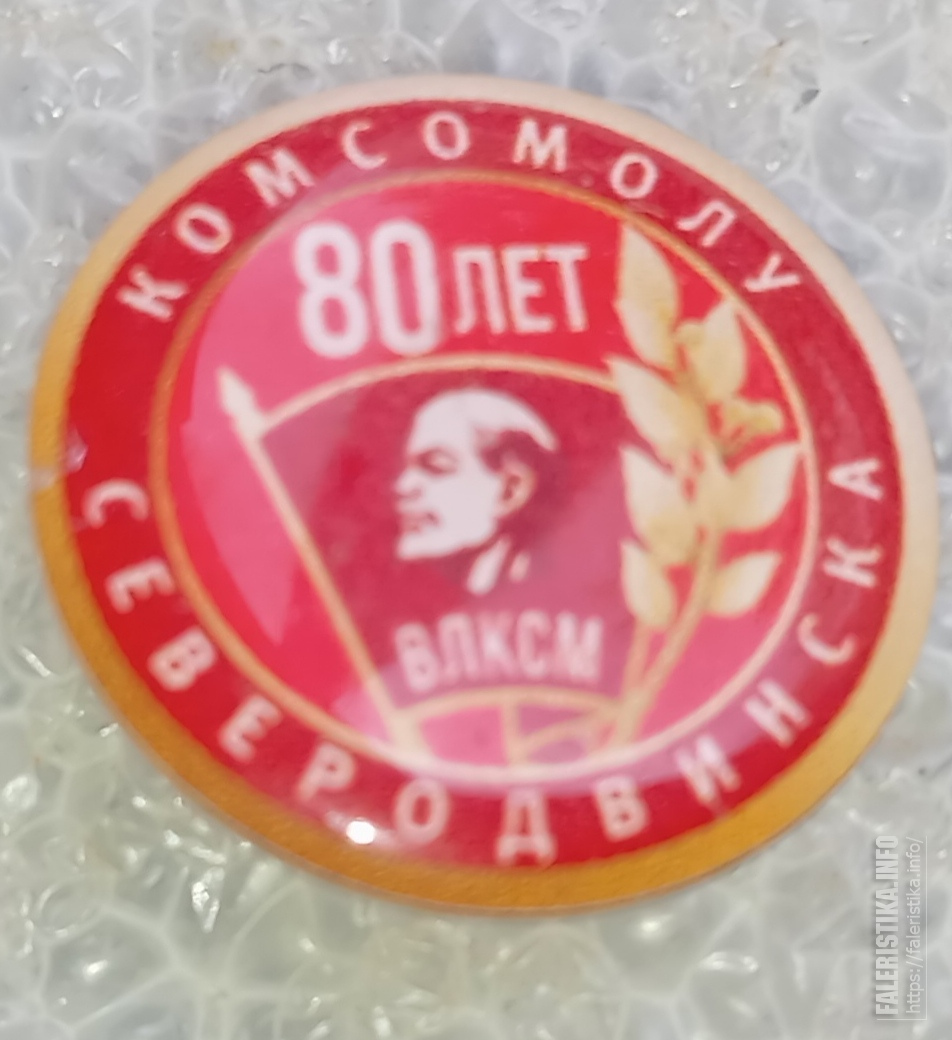 КОМСОМОЛУ
СЕВЕРОДВИНСКА
80 ЛЕТ
ВЛКСМ
FALERISTIKA.INFO
https://faleristika.info/